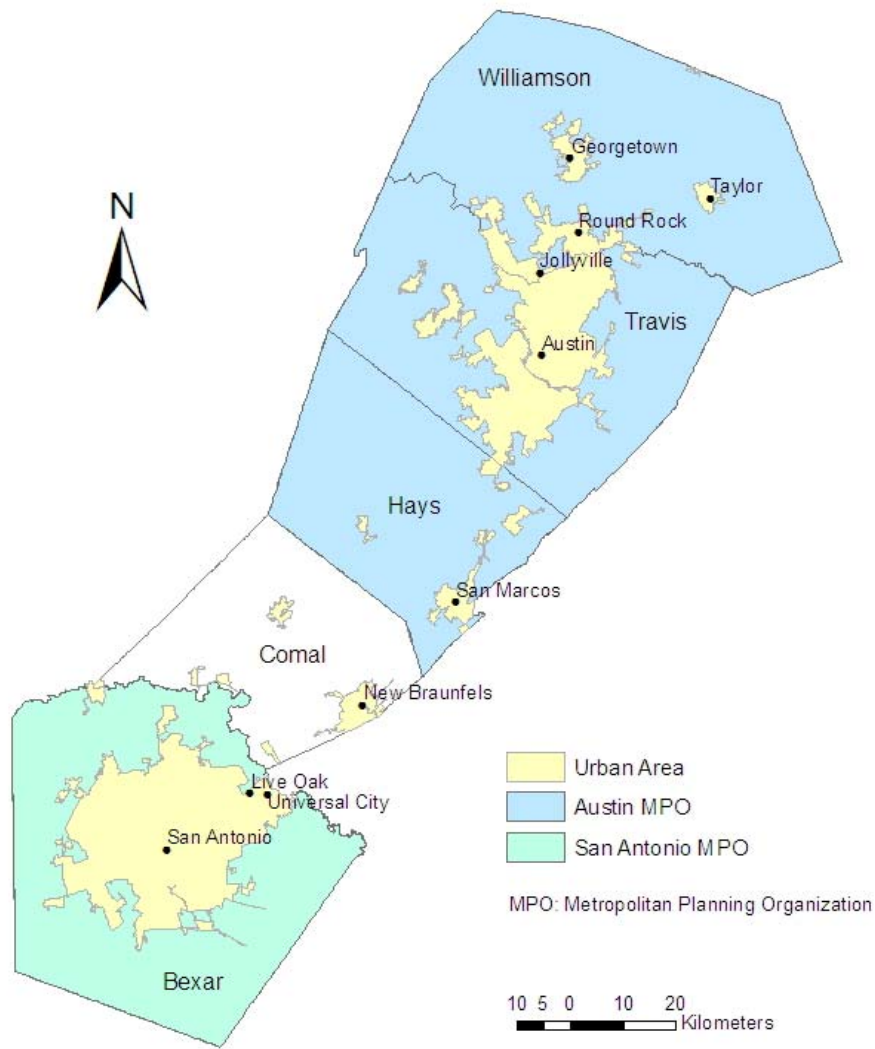 Williamson
Georgetown
N
Taylor
Round Rock
Jollyville
Travis
Austin
Hays
San Marcos
Comal
New Braunfels
Urban Area
Live Oak
Universal City
Austin MPO
San Antonio
San Antonio MPO
MPO: Metropolitan Planning Organization
Bexar
10 5 0 10 20
Kilometers